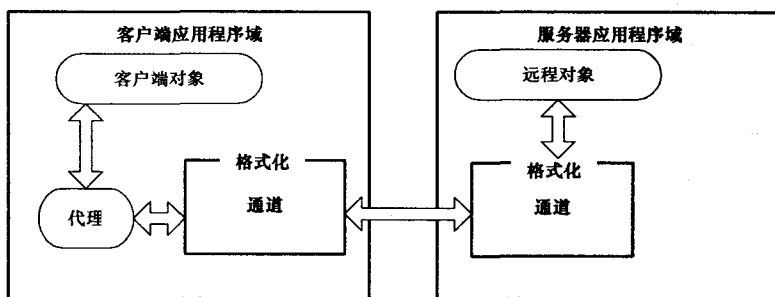 客户端应用程序域
服务器应用程序域
客户端对象
远程对象
格式化
格式化
通道
通道
代理